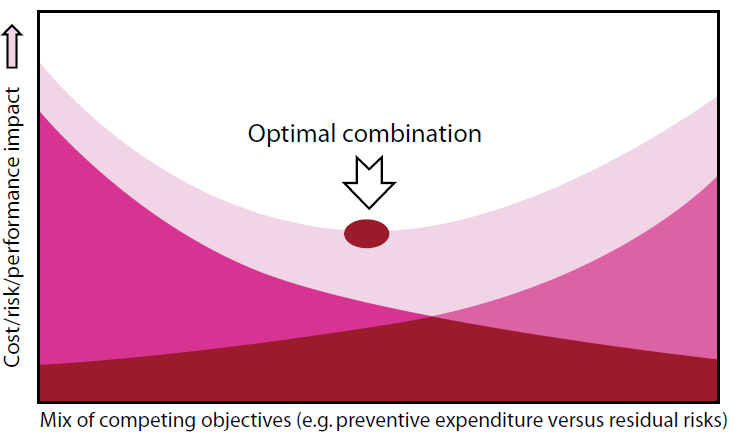 Cost/risk/performance impact
Optimal combination
Mix of competing objectives (e.g. preventive expenditure versus residual risks)